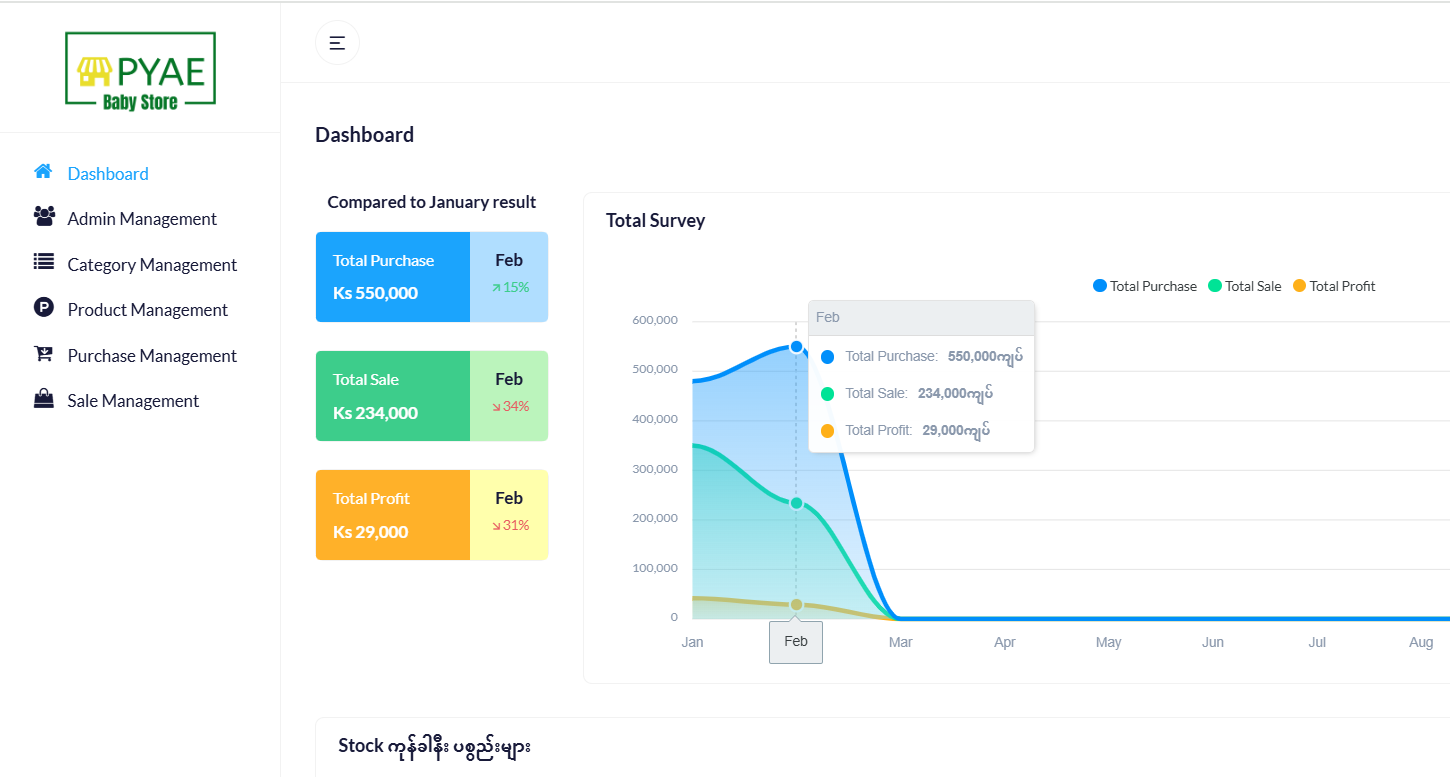 PYAE
Baby Store
Dashboard
Admin Management
Category Management
Product Management
Purchase Management
Sale Management
Dashboard
Compared to January result
Total Purchase
Ks 550,000
Feb
15%
Total Sale
Ks 234,000
Feb
34%
Total Profit
Ks 29,000
Feb
31%
Total Survey
Total Purchase Total Sale Total Profit
600,000
500,000
400,000
300,000
200,000
100,000
0
Feb
Total Purchase: 550,000ကျပ်
Total Sale: 234,000ကျပ်
Total Profit: 29,000ကျပ်
Jan Feb Mar Apr May Jun Jul Aug
Stock ကုန်ခါနီး ပစ္စည်းများ